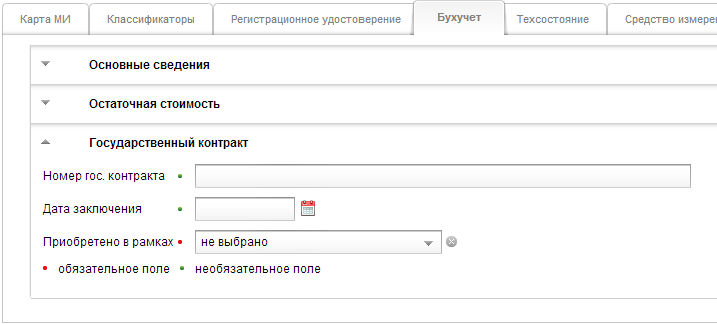 Карта МИ Классификаторы Регистрационное удостоверение Бухучет Техсостояние Средство измере
Основные сведения
Остаточная стоимость
Государственный контракт
Номер гос. контракта
Дата заключения
Приобретено в рамках не выбрано
обязательное поле необязательное поле